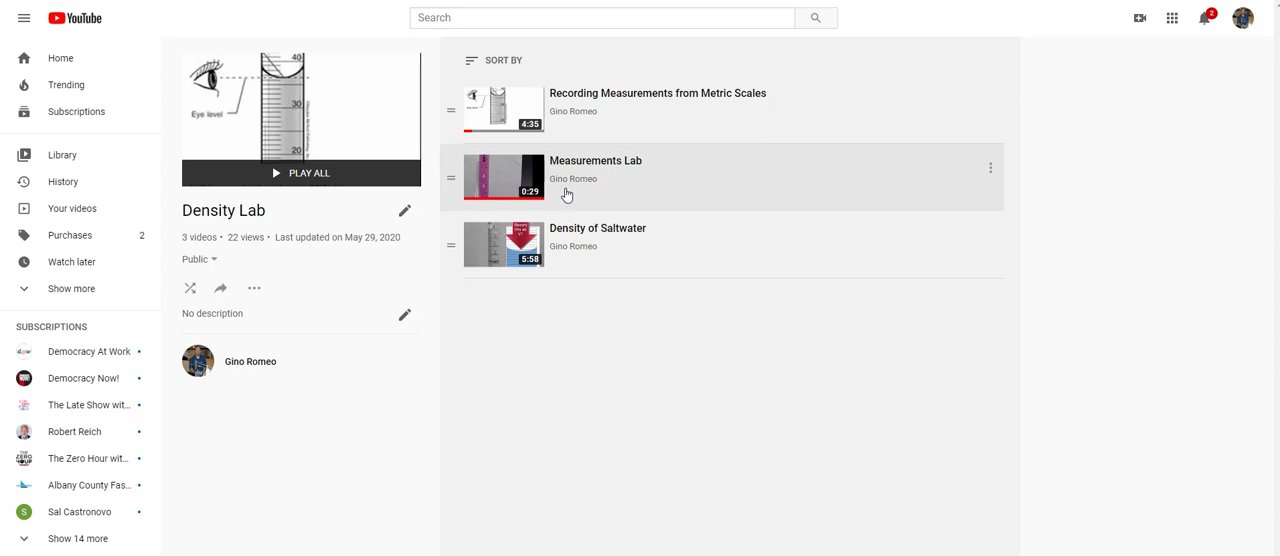 YouTube
Search
2
Home
Trending
Subscriptions
Library
History
Your videos
Purchases 2
Watch later
Show more
SUBSCRIPTIONS
Democracy At Work
Democracy Now!
The Late Show wit...
Robert Reich
The Zero Hour wit...
Albany County Fas...
S Sal Castronovo
Show 14 more
40
30
20
Eye level
PLAY ALL
Density Lab
3 videos • 22 views • Last updated on May 29, 2020
Public
No description
Gino Romeo
SORT BY
Recording Measurements from Metric Scales
Gino Romeo
4:35
Measurements Lab
Gino Romeo
0:29
Density of Saltwater
Gino Romeo
5:58